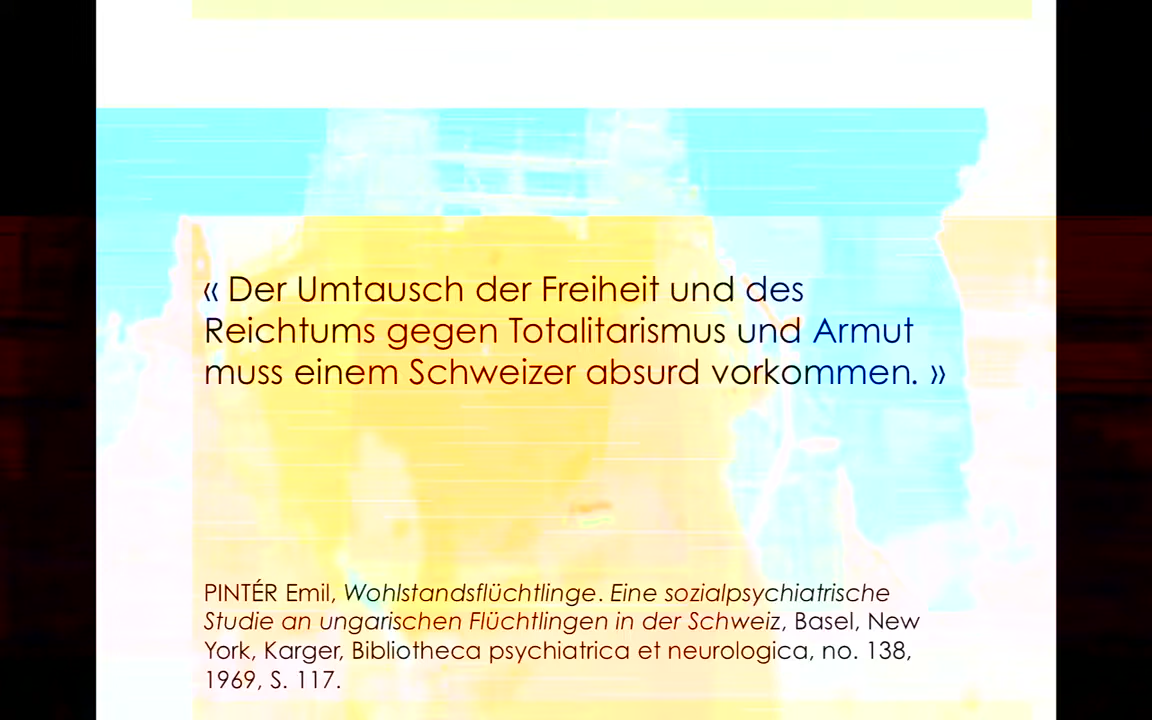 « Der Umtausch der Freiheit und des
Reichtums gegen Totalitarismus und Armut
muss einem Schweizer absurd vorkommen. »
PINTÉR Emil, Wohlstandsflüchtlinge. Eine sozialpsychiatrische
Studie an ungarischen Flüchtlingen in der Schweiz, Basel, New
York, Karger, Bibliotheca psychiatrica et neurologica, no. 138,
1969, S. 117.